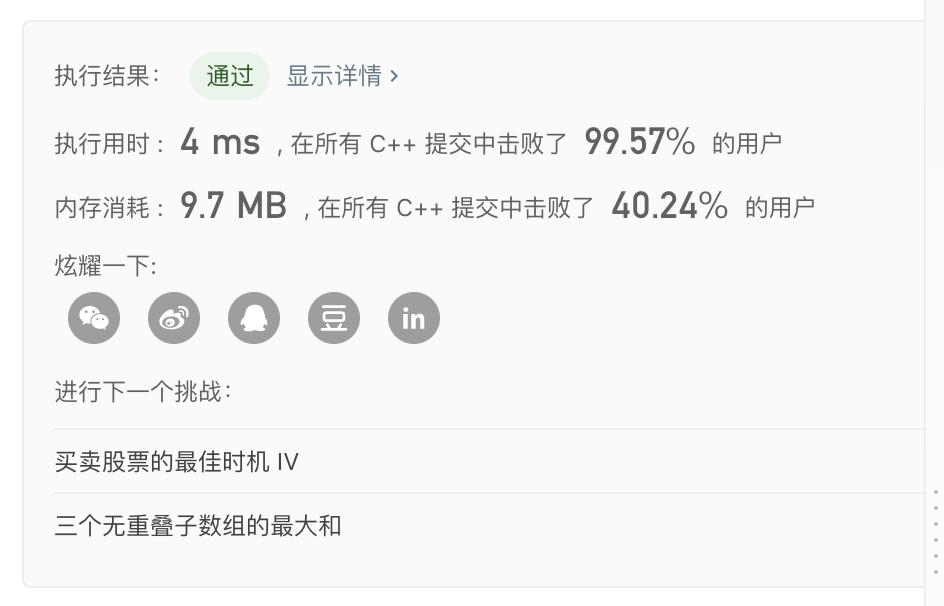 执行结果： 通过 显示详情 ›
执行用时 : 4 ms , 在所有 C++ 提交中击败了 99.57% 的用户
内存消耗 : 9.7 MB , 在所有 C++ 提交中击败了 40.24% 的用户
炫耀一下:
豆 in
进行下一个挑战：
买卖股票的最佳时机 IV
三个无重叠子数组的最大和